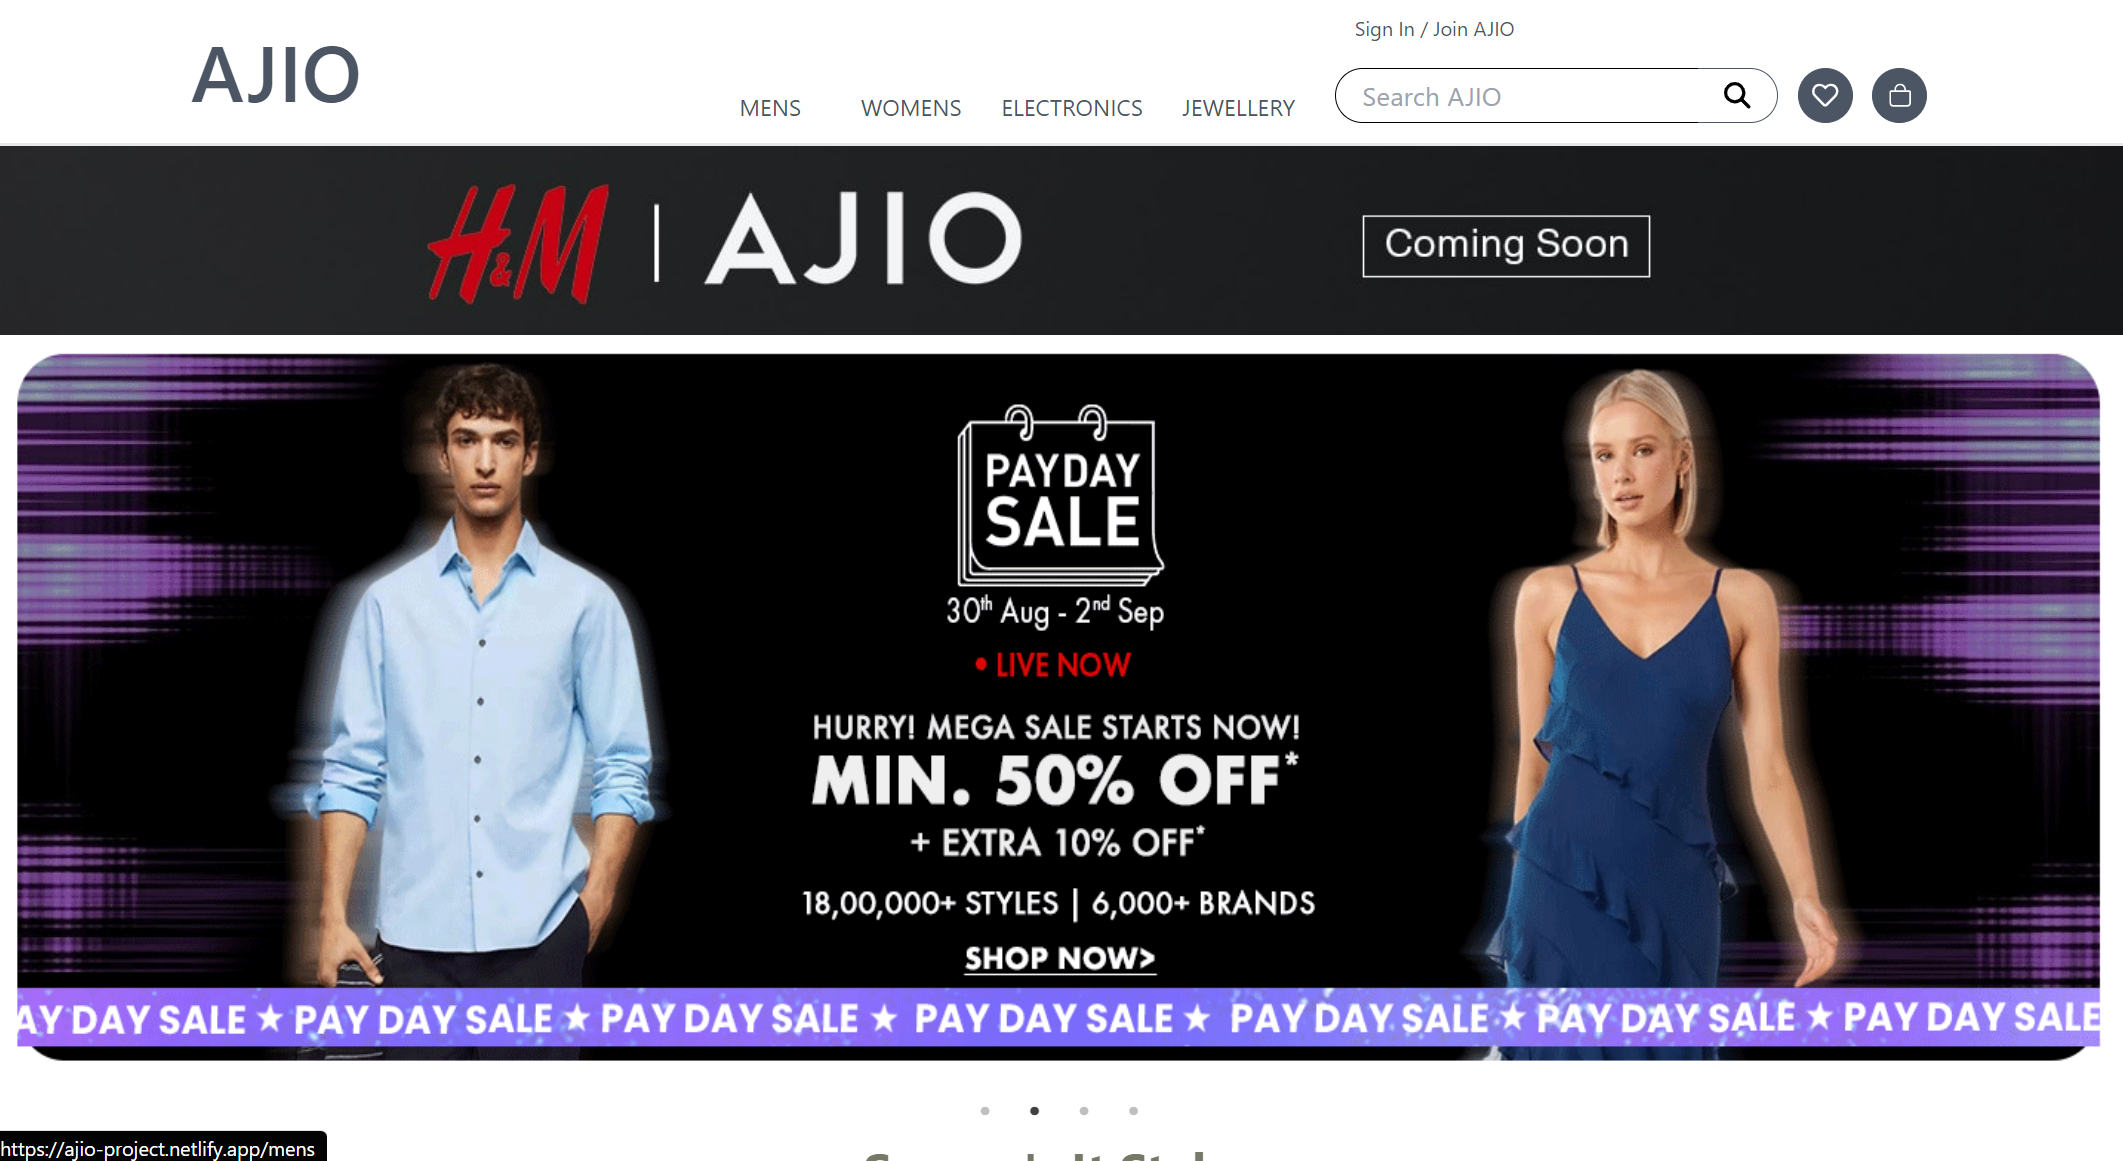 Sign In / Join AJIO
AJIO
MENS WOMENS ELECTRONICS JEWELLERY
Search AJIO
H&M | AJIO
Coming Soon
PAYDAY
SALE
30th Aug - 2nd Sep
• LIVE NOW
HURRY! MEGA SALE STARTS NOW!
MIN. 50% OFF*
+ EXTRA 10% OFF*
18,00,000+ STYLES | 6,000+ BRANDS
SHOP NOW>
AY DAY SALE ★ PAY DAY SALE ★ PAY DAY SALE ★ PAY DAY SALE ★ PAY DAY SALE ★ PAY DAY SALE ★ PAY DAY SALE
https://ajio-project.netlify.app/mens